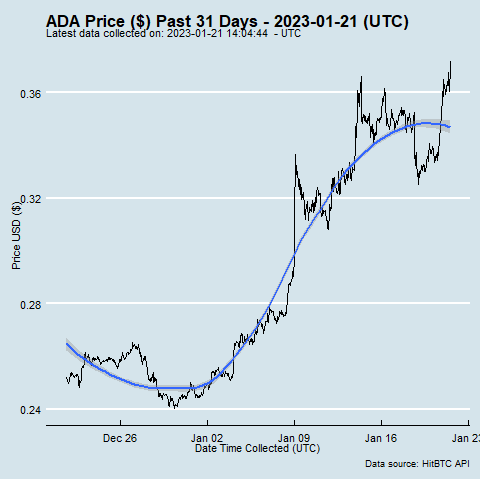 ADA Price ($) Past 31 Days - 2023-01-21 (UTC)
Latest data collected on: 2023-01-21 14:04:44 - UTC
Price USD ($)
0.36
0.32
0.28
0.24
Dec 26
Jan 02
Jan 09
Jan 16
Jan 23
Date Time Collected (UTC)
Data source: HitBTC API